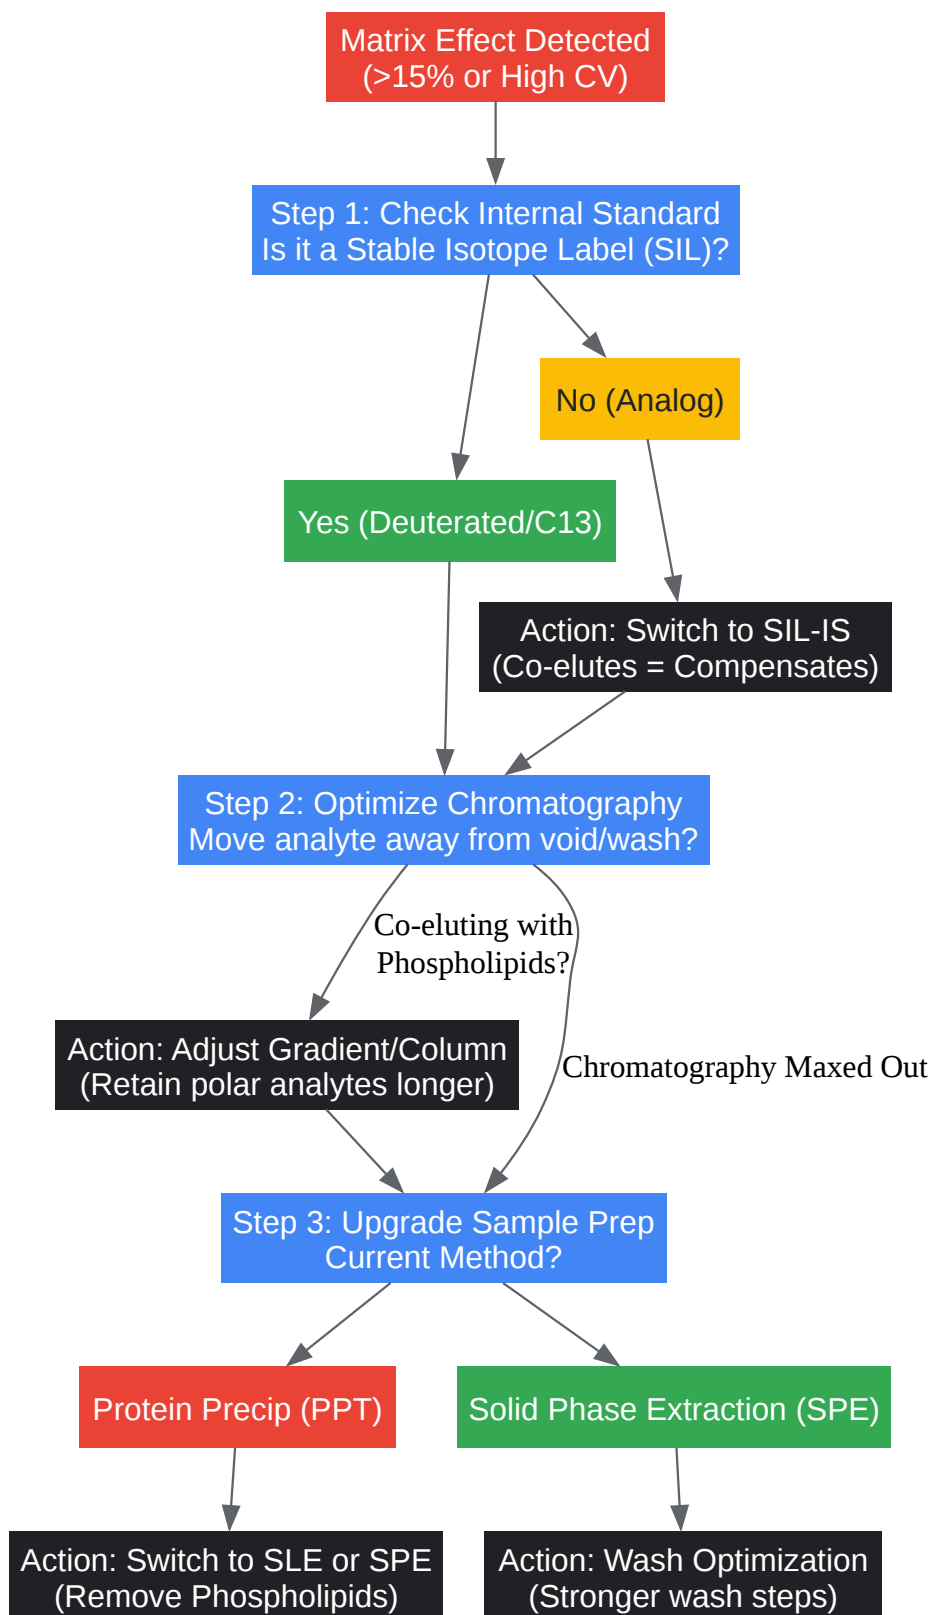 Matrix Effect Detected
(>15% or High CV)
Step 1: Check Internal Standard
Is it a Stable Isotope Label (SIL)?
No (Analog)
Yes (Deuterated/C13)
Action: Switch to SIL-IS
(Co-elutes = Compensates)
Step 2: Optimize Chromatography
Move analyte away from void/wash?
Co-eluting with
Phospholipids?
Action: Adjust Gradient/Column
(Retain polar analytes longer)
Chromatography Maxed Out
Step 3: Upgrade Sample Prep
Current Method?
Protein Precip (PPT)
Solid Phase Extraction (SPE)
Action: Switch to SLE or SPE
(Remove Phospholipids)
Action: Wash Optimization
(Stronger wash steps)